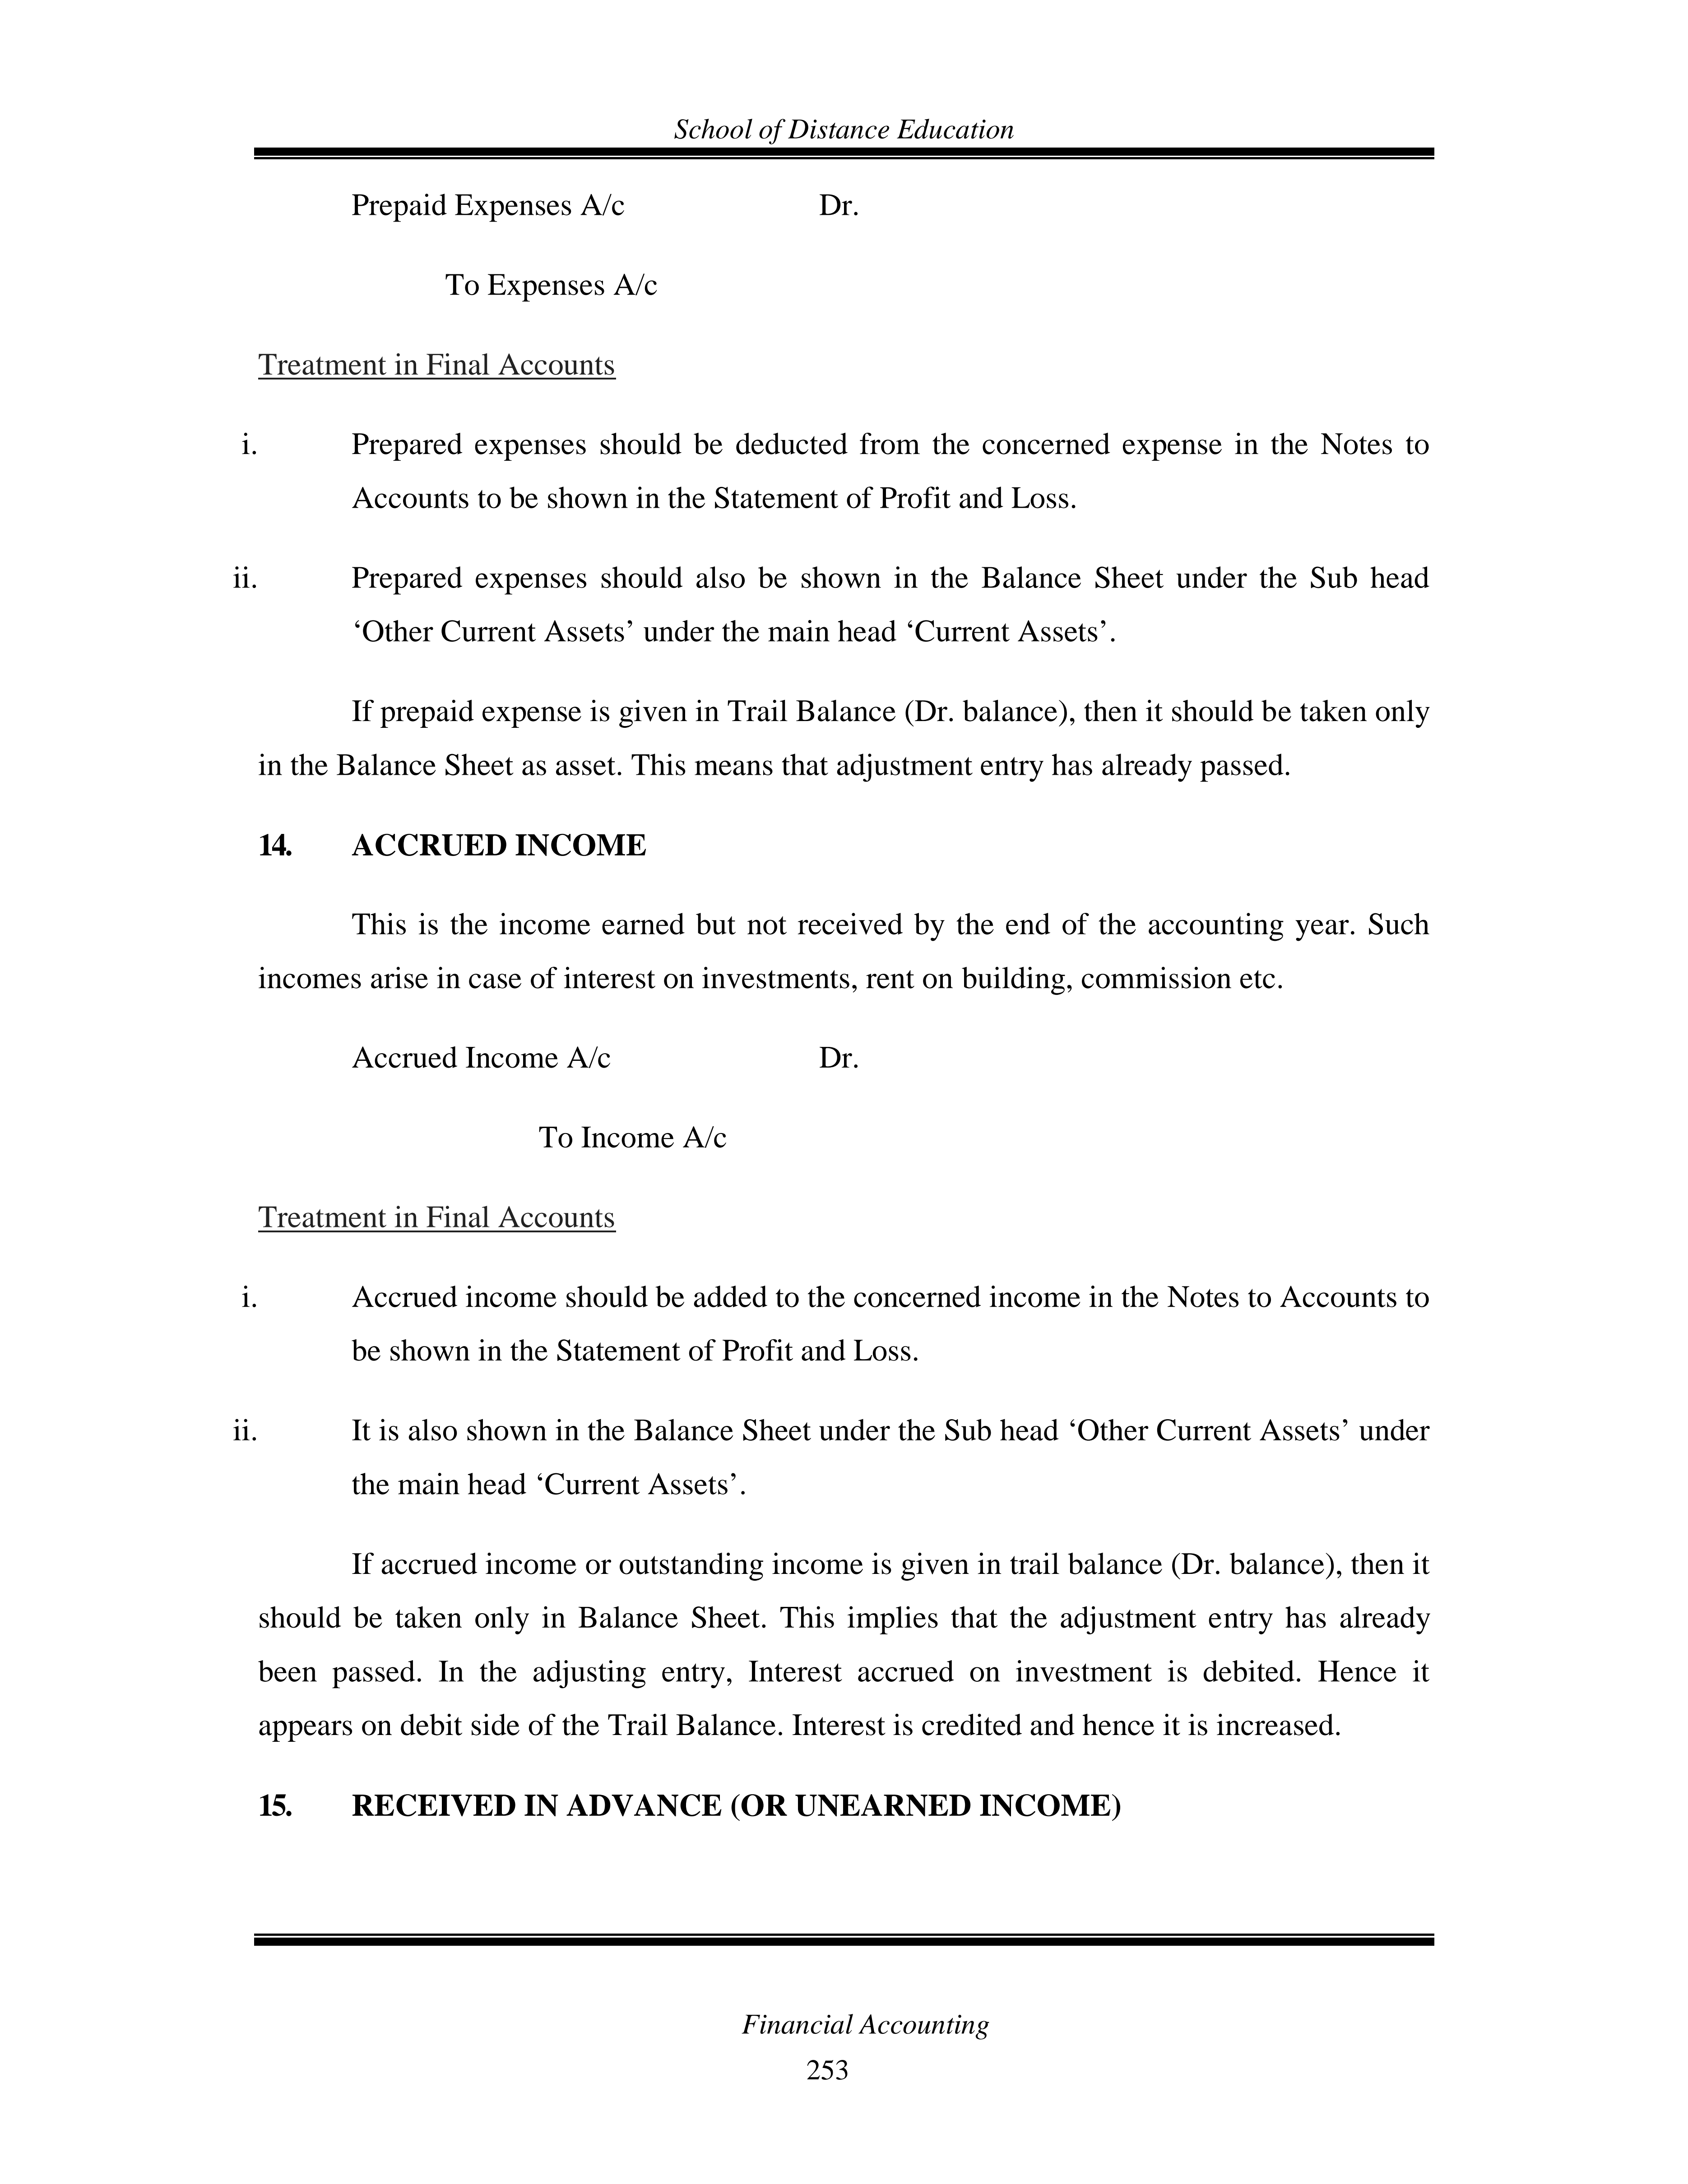 School of Distance Education
Prepaid Expenses A/c Dr.
To Expenses A/c
Treatment in Final Accounts
i. Prepared expenses should be deducted from the concerned expense in the Notes to
Accounts to be shown in the Statement of Profit and Loss.
ii. Prepared expenses should also be shown in the Balance Sheet under the Sub head
‘Other Current Assets’ under the main head ‘Current Assets’.
If prepaid expense is given in Trail Balance (Dr. balance), then it should be taken only
in the Balance Sheet as asset. This means that adjustment entry has already passed.
14. ACCRUED INCOME
This is the income earned but not received by the end of the accounting year. Such
incomes arise in case of interest on investments, rent on building, commission etc.
Accrued Income A/c Dr.
To Income A/c
Treatment in Final Accounts
i. Accrued income should be added to the concerned income in the Notes to Accounts to
be shown in the Statement of Profit and Loss.
ii. It is also shown in the Balance Sheet under the Sub head ‘Other Current Assets’ under
the main head ‘Current Assets’.
If accrued income or outstanding income is given in trail balance (Dr. balance), then it
should be taken only in Balance Sheet. This implies that the adjustment entry has already
been passed. In the adjusting entry, Interest accrued on investment is debited. Hence it
appears on debit side of the Trail Balance. Interest is credited and hence it is increased.
15. RECEIVED IN ADVANCE (OR UNEARNED INCOME)
Financial Accounting
253